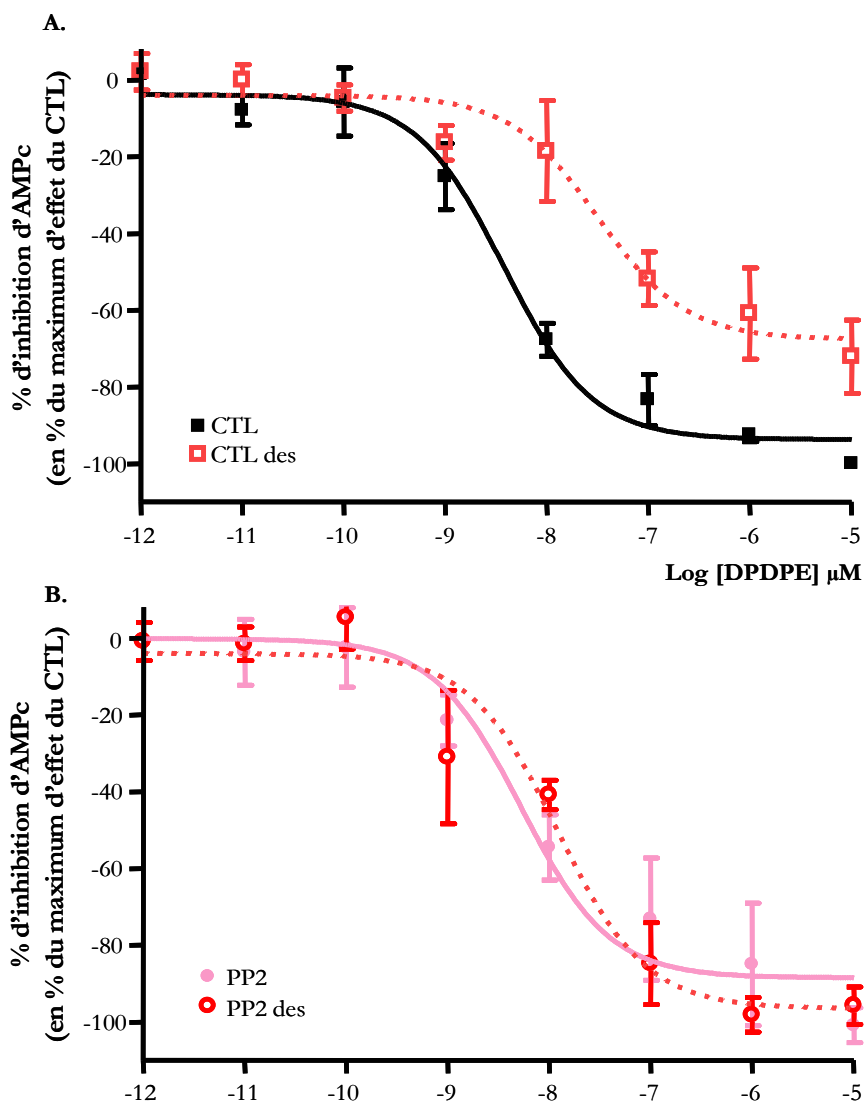 A.
% d'inhibition d'AMPc
(en % du maximum d'effet du CTL)
0
-20
-40
-60
-80
-100
CTL
CTL des
-12 -11 -10 -9 -8 -7 -6 -5
Log [DPDPE] µM
B.
% d'inhibition d'AMPc
(en % du maximum d'effet du CTL)
0
-20
-40
-60
-80
-100
PP2
PP2 des
-12 -11 -10 -9 -8 -7 -6 -5